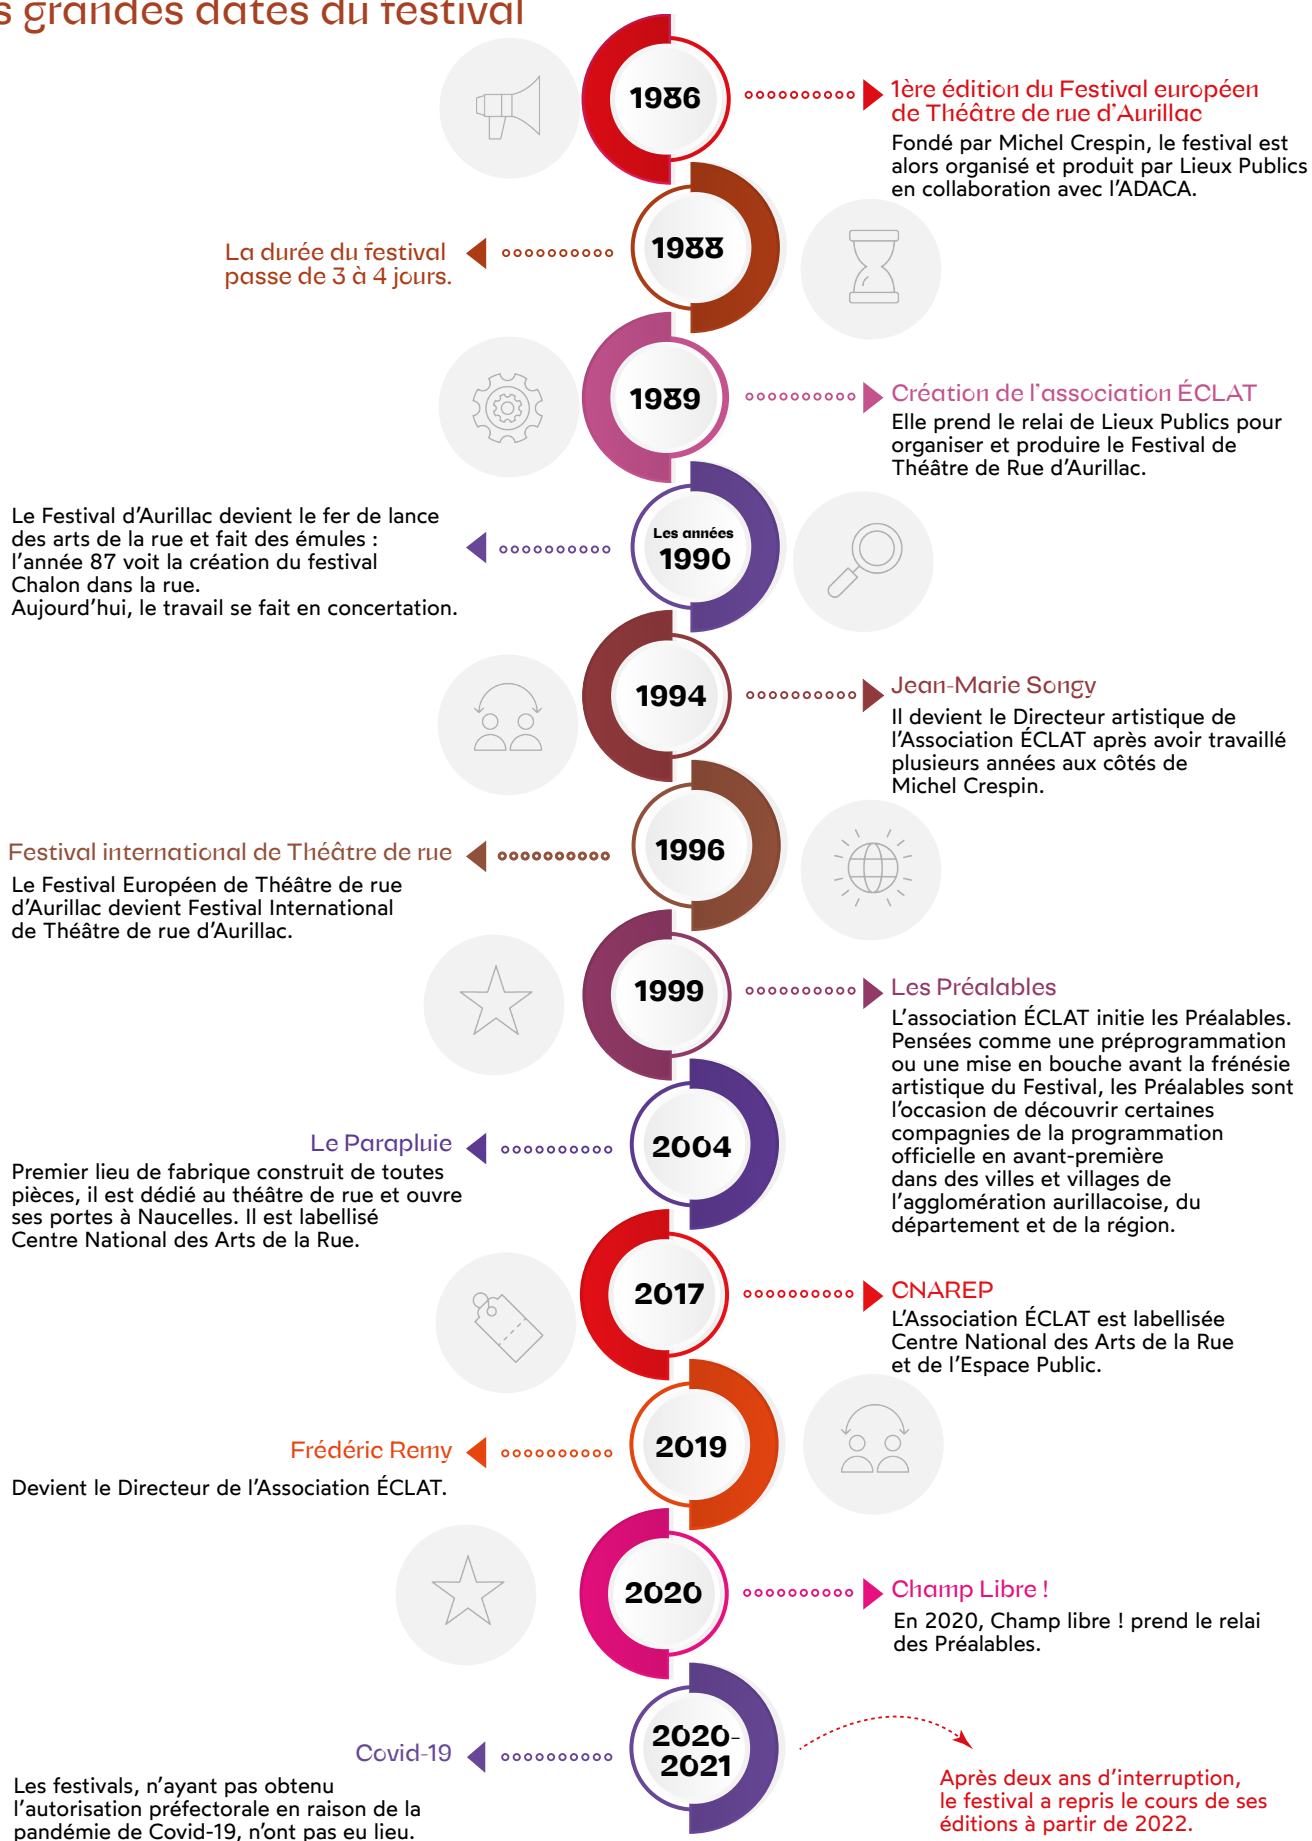 s grandes dates du festival
1986
1ère édition du Festival européen
de Théâtre de rue d'Aurillac
Fondé par Michel Crespin, le festival est
alors organisé et produit par Lieux Publics
en collaboration avec l'ADACA.
1988
La durée du festival
passe de 3 à 4 jours.
1989
Création de l'association ÉCLAT
Elle prend le relai de Lieux Publics pour
organiser et produire le Festival de
Théâtre de Rue d'Aurillac.
Les années
1990
Le Festival d'Aurillac devient le fer de lance
des arts de la rue et fait des émules :
l'année 87 voit la création du festival
Chalon dans la rue.
Aujourd'hui, le travail se fait en concertation.
1994
Jean-Marie Songy
Il devient le Directeur artistique de
l'Association ÉCLAT après avoir travaillé
plusieurs années aux côtés de
Michel Crespin.
1996
Festival international de Théâtre de rue
Le Festival Européen de Théâtre de rue
d'Aurillac devient Festival International
de Théâtre de rue d'Aurillac.
1999
Les Préalables
L'association ÉCLAT initie les Préalables.
Pensées comme une préprogrammation
ou une mise en bouche avant la frénésie
artistique du Festival, les Préalables sont
l'occasion de découvrir certaines
compagnies de la programmation
officielle en avant-première
dans des villes et villages de
l'agglomération aurillacoise, du
département et de la région.
2004
Le Parapluie
Premier lieu de fabrique construit de toutes
pièces, il est dédié au théâtre de rue et ouvre
ses portes à Naucelles. Il est labellisé
Centre National des Arts de la Rue.
2017
CNAREP
L'Association ÉCLAT est labellisée
Centre National des Arts de la Rue
et de l'Espace Public.
2019
Frédéric Remy
Devient le Directeur de l'Association ÉCLAT.
2020
Champ Libre !
En 2020, Champ libre ! prend le relai
des Préalables.
2020-
2021
Covid-19
Les festivals, n'ayant pas obtenu
l'autorisation préfectorale en raison de la
pandémie de Covid-19, n'ont pas eu lieu.
Après deux ans d'interruption,
le festival a repris le cours de ses
éditions à partir de 2022.